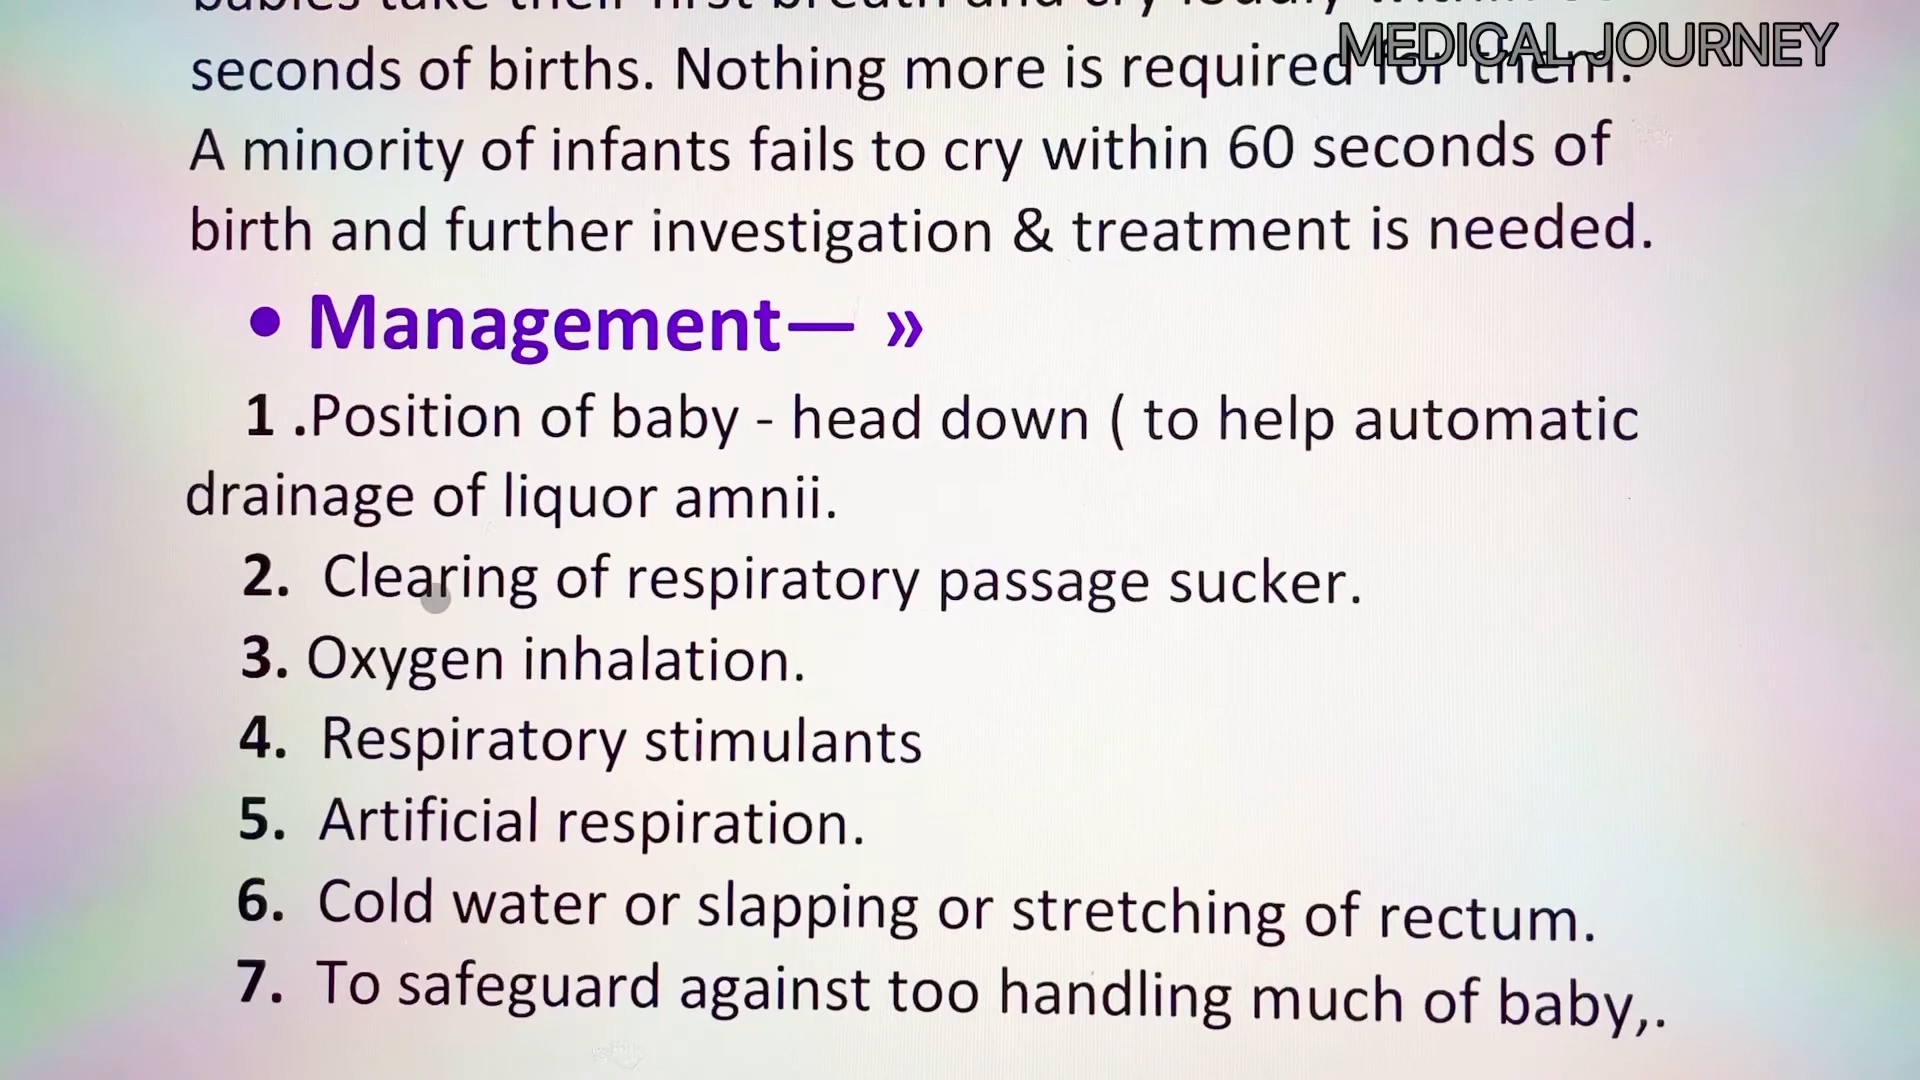 babies take their first breath and cry loudly within
seconds of births. Nothing more is required for them.
MEDICAL JOURNEY
A minority of infants fails to cry within 60 seconds of
birth and further investigation & treatment is needed.
• Management— »
1 .Position of baby - head down ( to help automatic
drainage of liquor amnii.
2. Clearing of respiratory passage sucker.
3. Oxygen inhalation.
4. Respiratory stimulants
5. Artificial respiration.
6. Cold water or slapping or stretching of rectum.
7. To safeguard against too handling much of baby,.